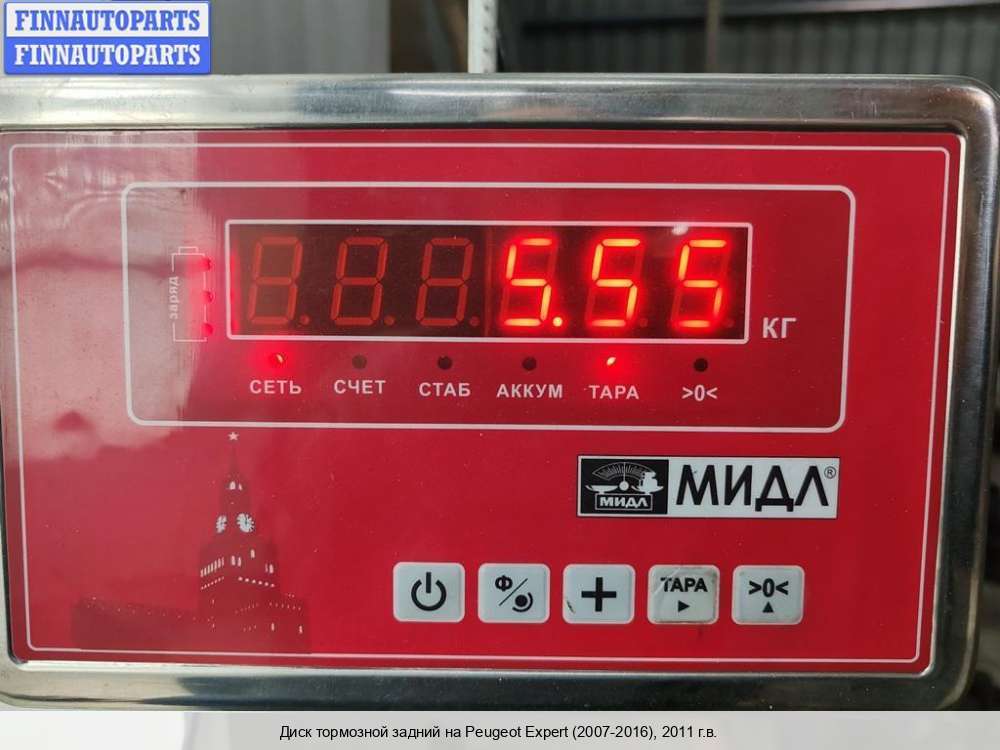 FINNAUTOPARTS
FINNAUTOPARTS
заряд
5.55
КГ
СЕТЬ СЧЕТ СТАБ АККУМ ТАРА >0<
МИДЛ МИДЛ®
Ф/ + ТАРА >0<
Диск тормозной задний на Peugeot Expert (2007-2016), 2011 г.в.